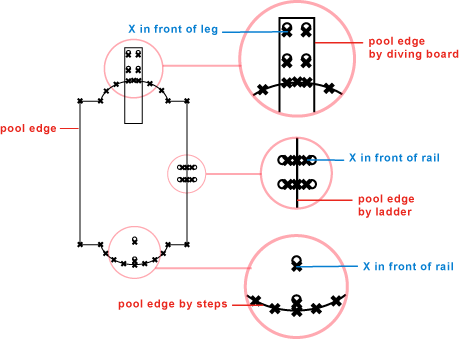 X in front of leg
pool edge
by diving board
pool edge
X in front of rail
pool edge
by ladder
X in front of rail
pool edge by steps